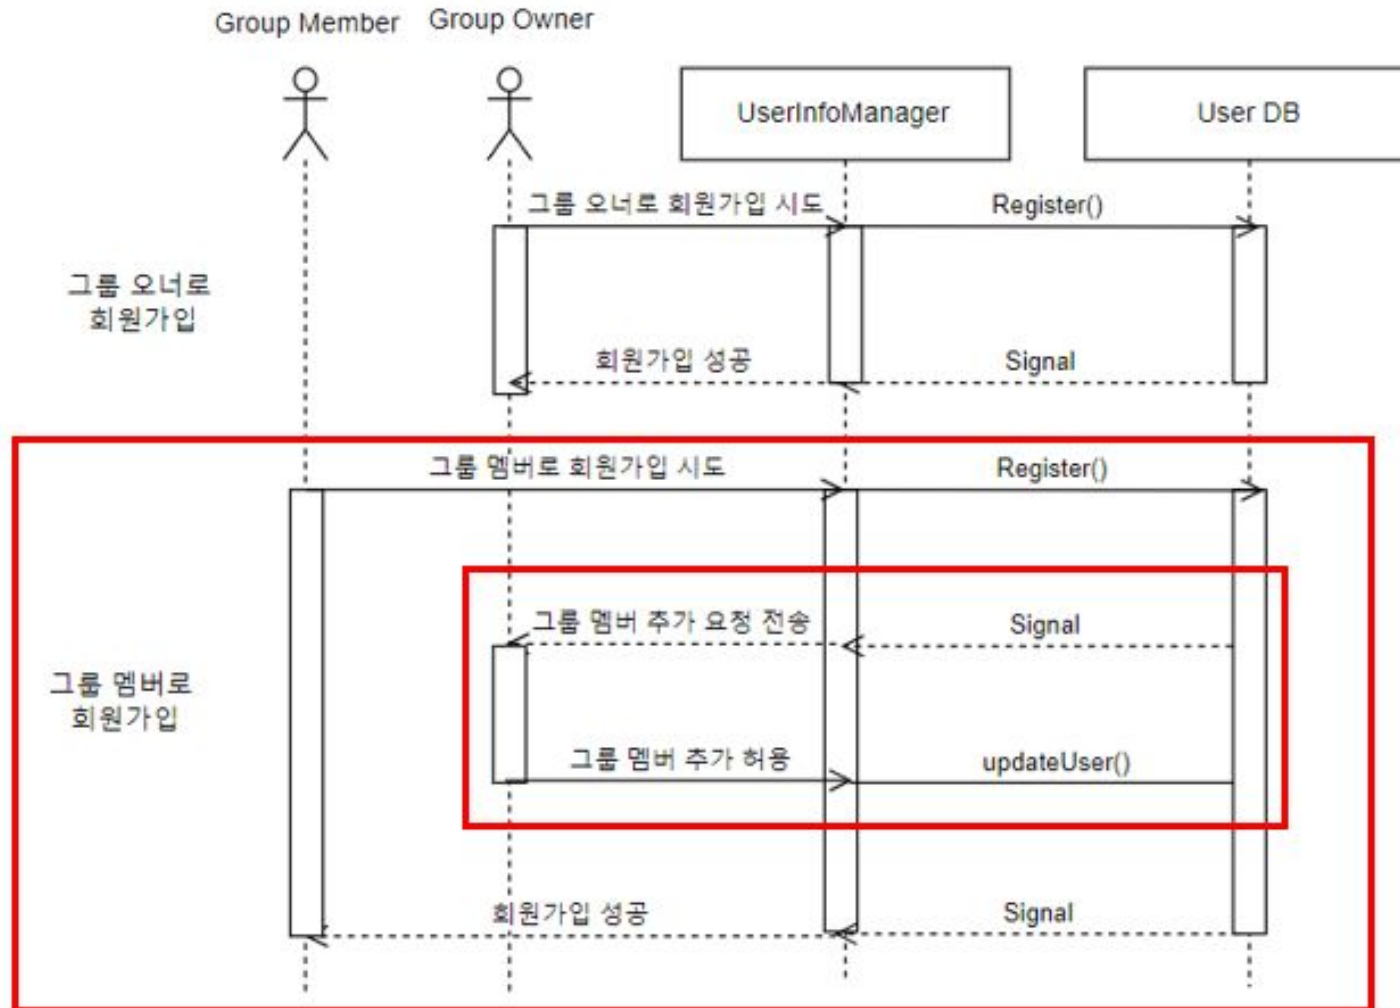 Group Member
Group Owner
UserInfoManager
User DB
그룹 오너로 회원가입 시도
Register()
그룹 오너로
회원가입
회원가입 성공
Signal
그룹 멤버로 회원가입 시도
Register()
그룹 멤버 추가 요청 전송
Signal
그룹 멤버로
회원가입
그룹 멤버 추가 허용
updateUser()
회원가입 성공
Signal